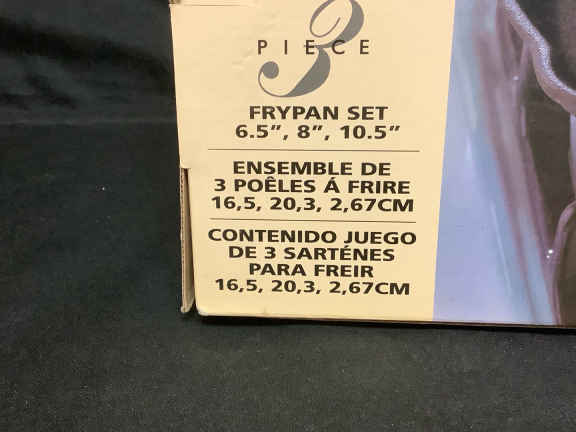 3
PIECE
FRYPAN SET
6.5", 8", 10.5"
ENSEMBLE DE
3 POÊLES Á FRIRE
16,5, 20,3, 2,67CM
CONTENIDO JUEGO
DE 3 SARTÉNES
PARA FREIR
16,5, 20,3, 2,67CM